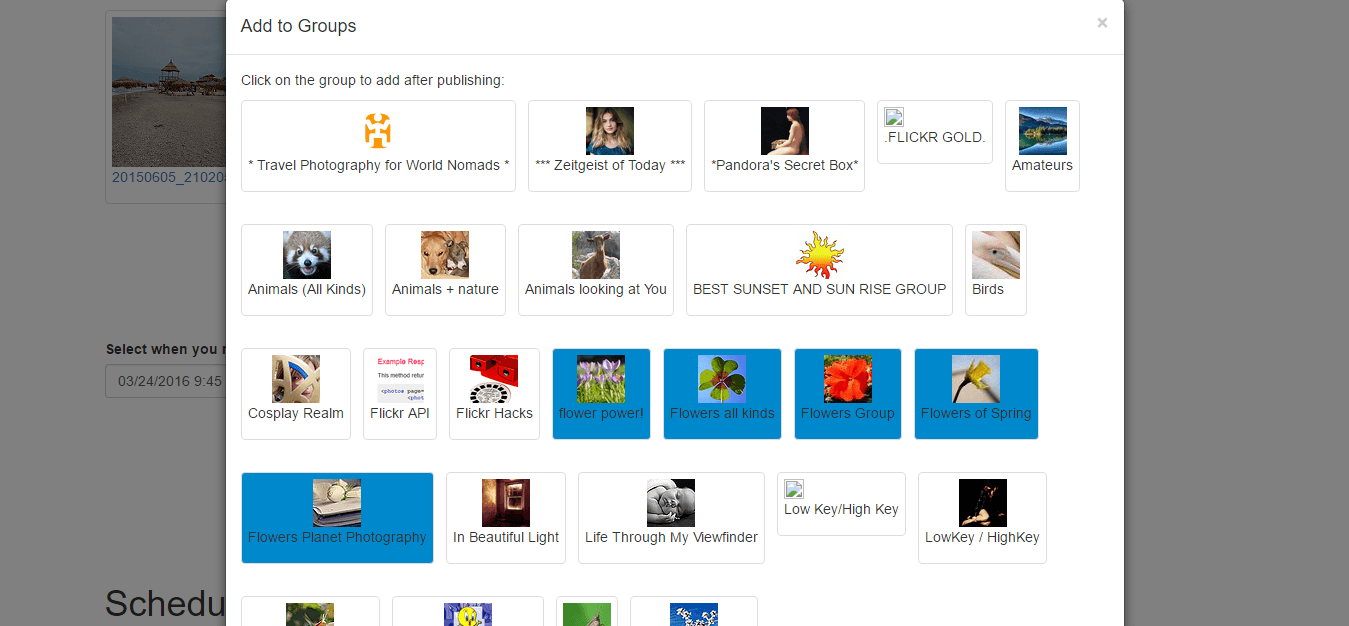 Add to Groups
×
Click on the group to add after publishing:
* Travel Photography for World Nomads *
*** Zeitgeist of Today ***
*Pandora's Secret Box*
.FLICKR GOLD.
Amateurs
20150605_21020
Animals (All Kinds)
Animals + nature
Animals looking at You
BEST SUNSET AND SUN RISE GROUP
Birds
Select when you
03/24/2016 9:45
Example Resp
This method retur
<photos page=
<phot
Cosplay Realm
Flickr API
Flickr Hacks
flower power!
Flowers all kinds
Flowers Group
Flowers of Spring
Flowers Planet Photography
In Beautiful Light
Life Through My Viewfinder
Low Key/High Key
LowKey / HighKey
Schedu